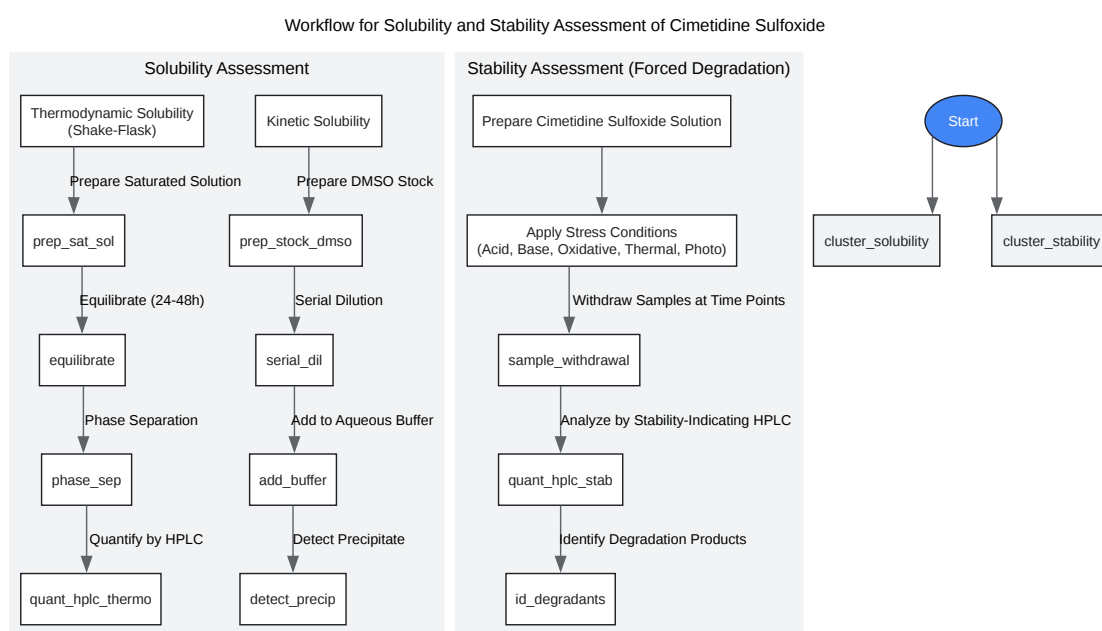 Workflow for Solubility and Stability Assessment of Cimetidine Sulfoxide
Solubility Assessment
Thermodynamic Solubility
(Shake-Flask)
Prepare Saturated Solution
prep_sat_sol
Equilibrate (24-48h)
equilibrate
Phase Separation
phase_sep
Quantify by HPLC
quant_hplc_thermo
Kinetic Solubility
Prepare DMSO Stock
prep_stock_dmso
Serial Dilution
serial_dil
Add to Aqueous Buffer
add_buffer
Detect Precipitate
detect_precip
Stability Assessment (Forced Degradation)
Prepare Cimetidine Sulfoxide Solution
Apply Stress Conditions
(Acid, Base, Oxidative, Thermal, Photo)
Withdraw Samples at Time Points
sample_withdrawal
Analyze by Stability-Indicating HPLC
quant_hplc_stab
Identify Degradation Products
id_degradants
Start
cluster_solubility
cluster_stability